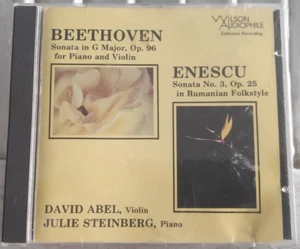 WILSON
AUDIOPHILE
Definitive Recording
BEETHOVEN
Sonata in G Major, Op. 96
for Piano and Violin
ENESCU
Sonata No. 3, Op. 25
in Rumanian Folkstyle
DAVID ABEL, Violin
JULIE STEINBERG, Piano